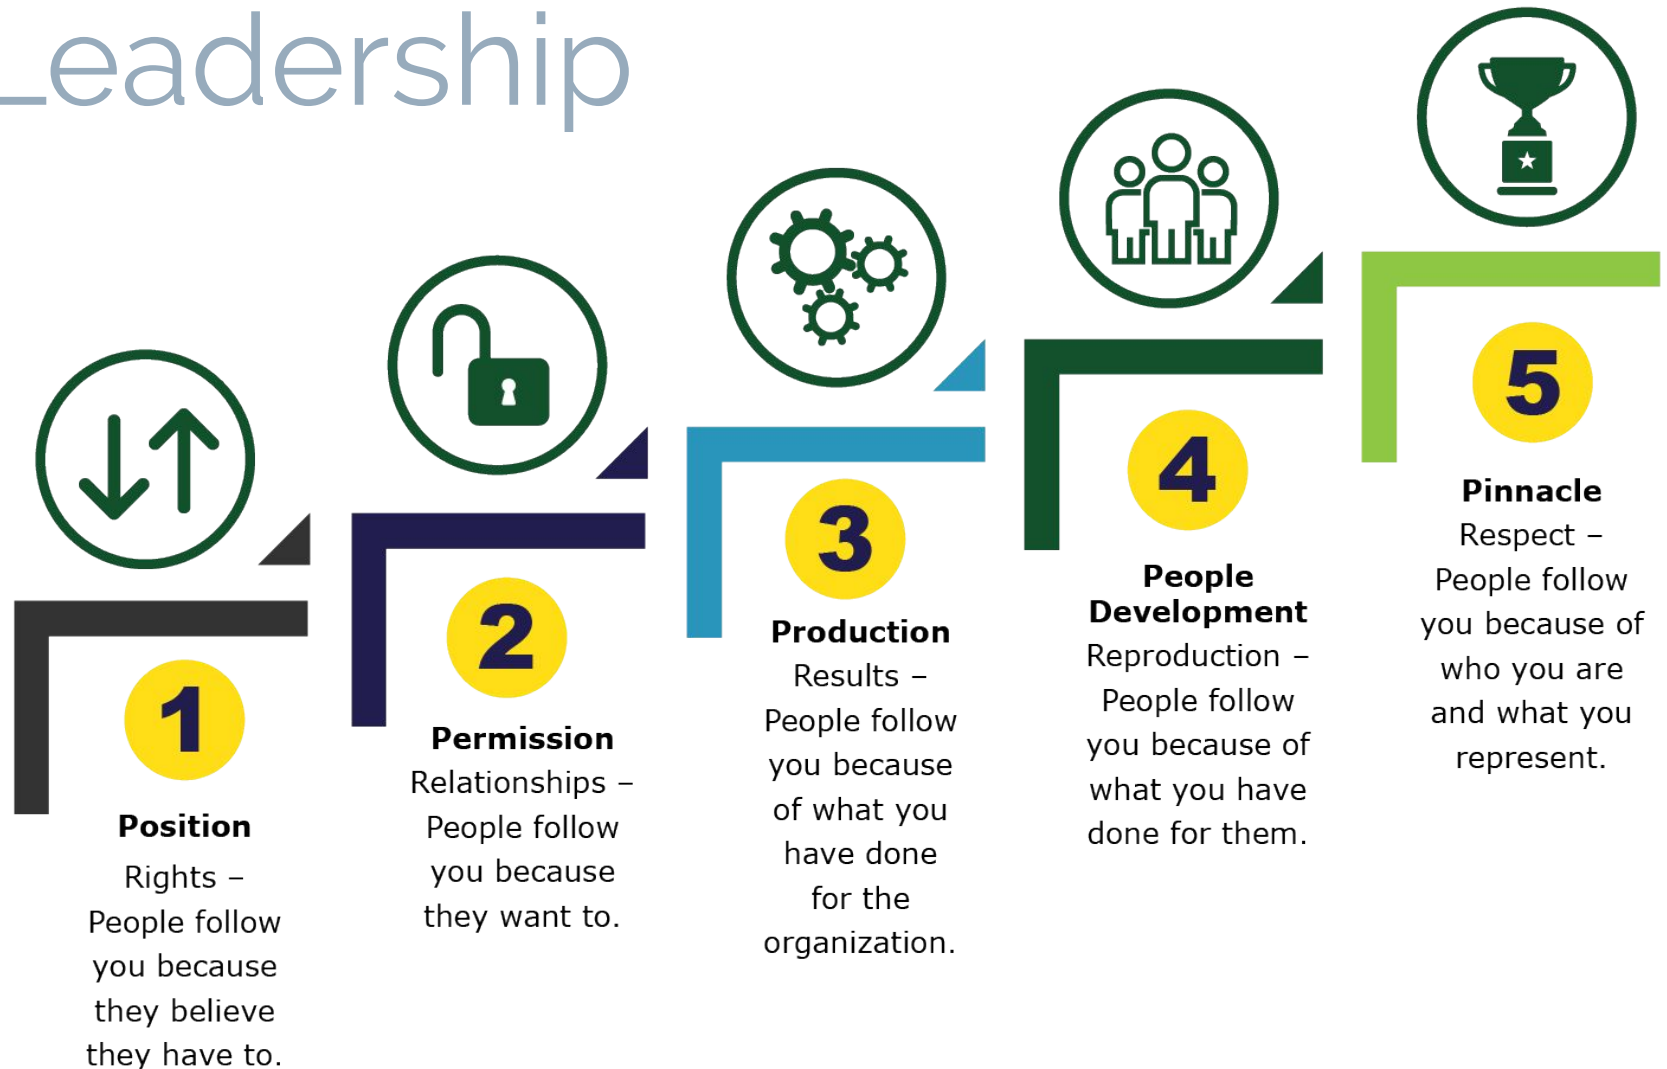 Leadership
1
Position
Rights –
People follow
you because
they believe
they have to.
2
Permission
Relationships –
People follow
you because
they want to.
3
Production
Results –
People follow
you because
of what you
have done
for the
organization.
4
People
Development
Reproduction –
People follow
you because of
what you have
done for them.
5
Pinnacle
Respect –
People follow
you because of
who you are
and what you
represent.